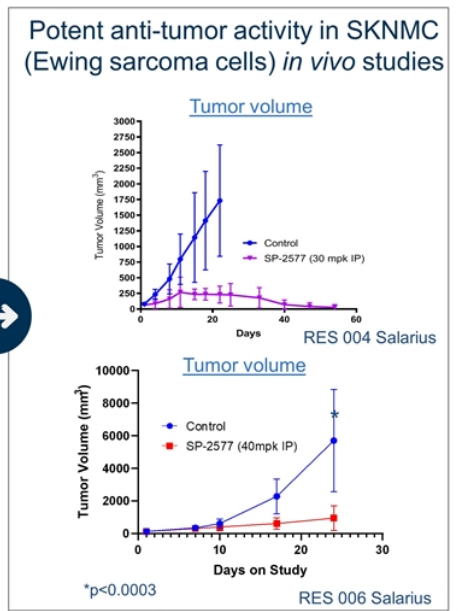 Potent anti-tumor activity in SKNMC
(Ewing sarcoma cells) in vivo studies
Tumor volume
3000
2750
2500
2250
2000
1750
1500
1250
1000
750
500
250
0
Tumor Volume (mm³)
Control
SP-2577 (30 mpk IP)
0 20 40 60
Days
RES 004 Salarius
Tumor volume
10000
8000
6000
4000
2000
0
Tumor Volume (mm³)
*
Control
SP-2577 (40mpk IP)
0 10 20 30
Days on Study
*p<0.0003
RES 006 Salarius